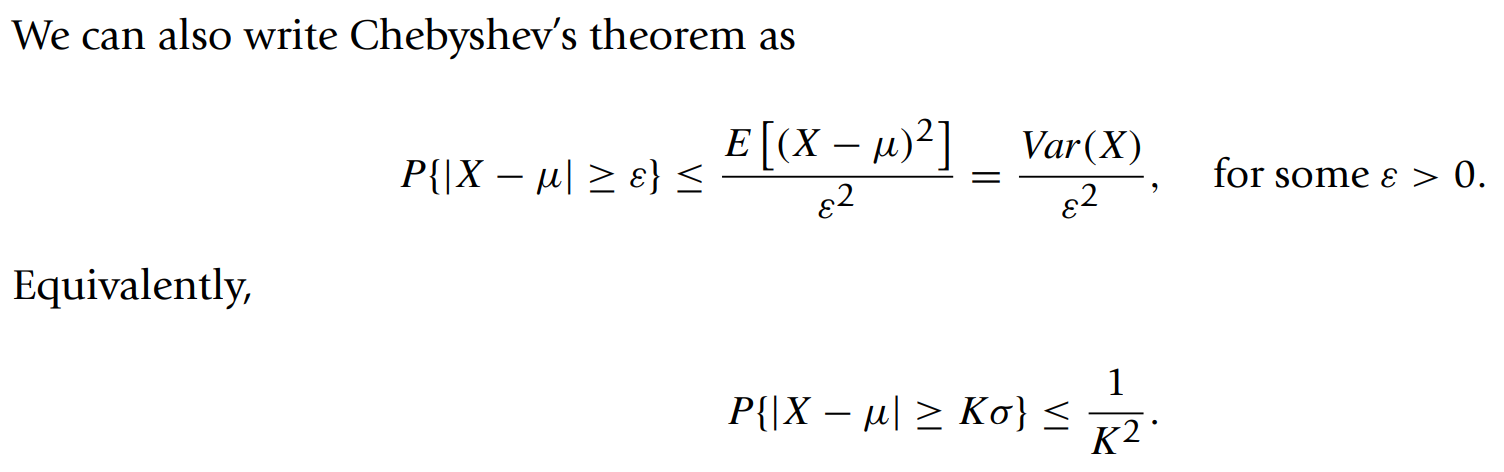 We can also write Chebyshev's theorem as
P{|X − μ| ≥ ε} ≤ E[(X − μ)²] / ε² = Var(X) / ε², for some ε > 0.
Equivalently,
P{|X − μ| ≥ Kσ} ≤ 1 / K².